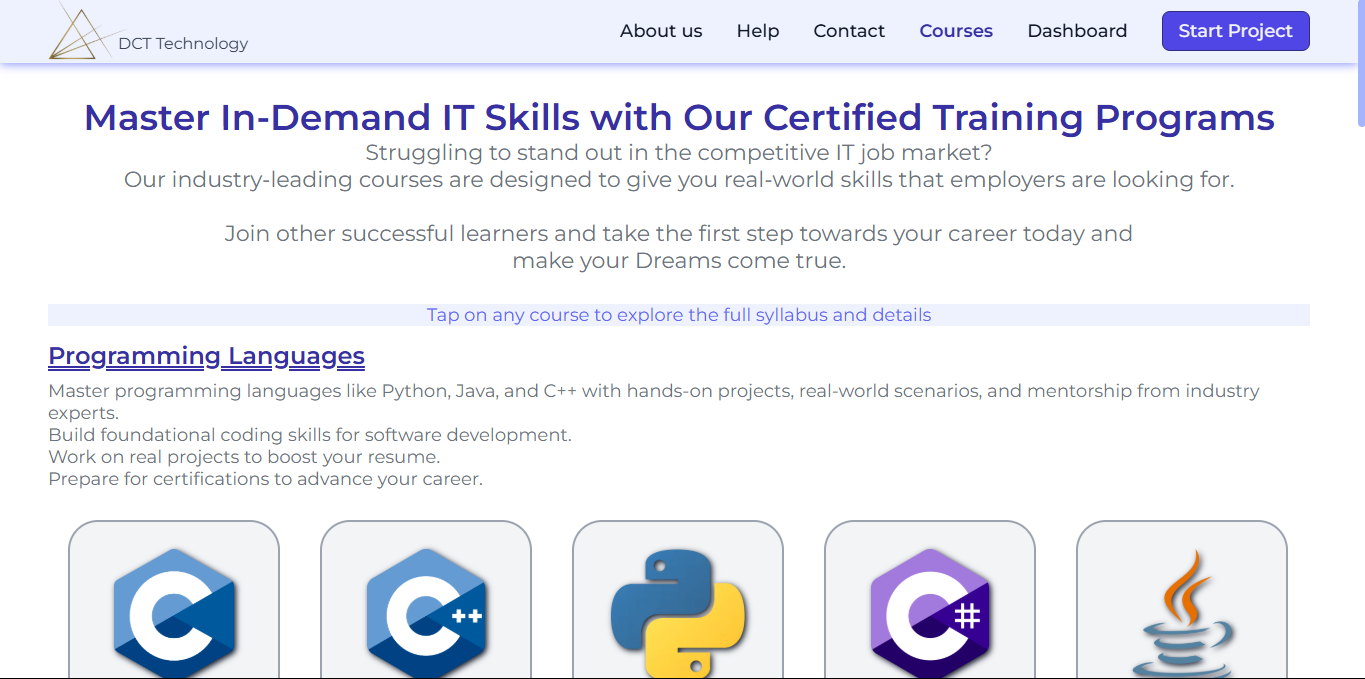 DCT Technology
About us
Help
Contact
Courses
Dashboard
Start Project
Master In-Demand IT Skills with Our Certified Training Programs
Struggling to stand out in the competitive IT job market?
Our industry-leading courses are designed to give you real-world skills that employers are looking for.
Join other successful learners and take the first step towards your career today and
make your Dreams come true.
Tap on any course to explore the full syllabus and details
Programming Languages
Master programming languages like Python, Java, and C++ with hands-on projects, real-world scenarios, and mentorship from industry
experts.
Build foundational coding skills for software development.
Work on real projects to boost your resume.
Prepare for certifications to advance your career.
C
C++
C#